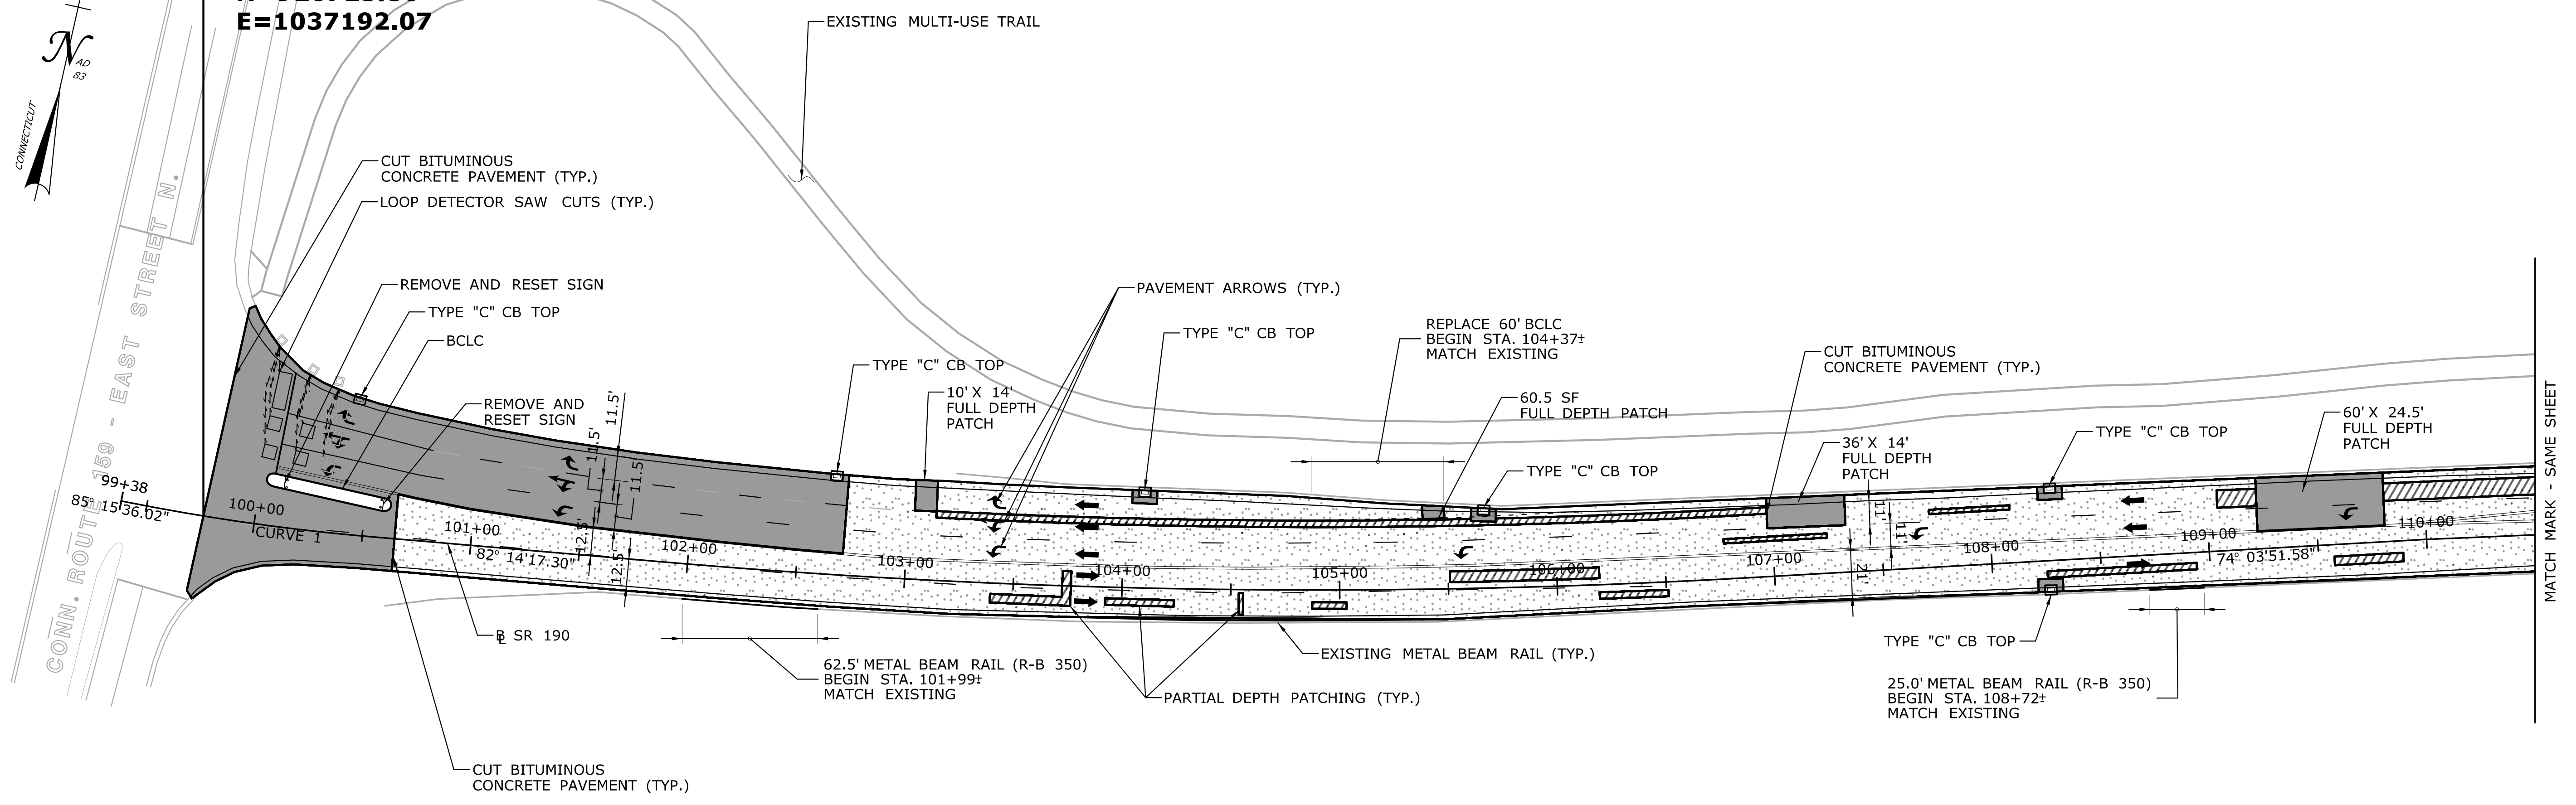 E=1037192.07
N
AD
83
CONNECTICUT
EXISTING MULTI-USE TRAIL
CUT BITUMINOUS
CONCRETE PAVEMENT (TYP.)
LOOP DETECTOR SAW CUTS (TYP.)
REMOVE AND RESET SIGN
TYPE "C" CB TOP
BCLC
REMOVE AND
RESET SIGN
CONN. ROUTE 159 - EAST STREET N.
11.5'
11.5'
11.5
12.5'
12.5'
TYPE "C" CB TOP
10' X 14'
FULL DEPTH
PATCH
PAVEMENT ARROWS (TYP.)
TYPE "C" CB TOP
REPLACE 60' BCLC
BEGIN STA. 104+37±
MATCH EXISTING
60.5 SF
FULL DEPTH PATCH
TYPE "C" CB TOP
CUT BITUMINOUS
CONCRETE PAVEMENT (TYP.)
36' X 14'
FULL DEPTH
PATCH
TYPE "C" CB TOP
60' X 24.5'
FULL DEPTH
PATCH
MATCH MARK - SAME SHEET
11'
11'
21'
99+38
85° 15'36.02"
100+00
CURVE 1
101+00
82° 14'17.30"
102+00
103+00
104+00
105+00
106+00
107+00
108+00
109+00
74° 03'51.58"
110+00
BL SR 190
62.5' METAL BEAM RAIL (R-B 350)
BEGIN STA. 101+99±
MATCH EXISTING
PARTIAL DEPTH PATCHING (TYP.)
EXISTING METAL BEAM RAIL (TYP.)
TYPE "C" CB TOP
25.0' METAL BEAM RAIL (R-B 350)
BEGIN STA. 108+72±
MATCH EXISTING
CUT BITUMINOUS
CONCRETE PAVEMENT (TYP.)